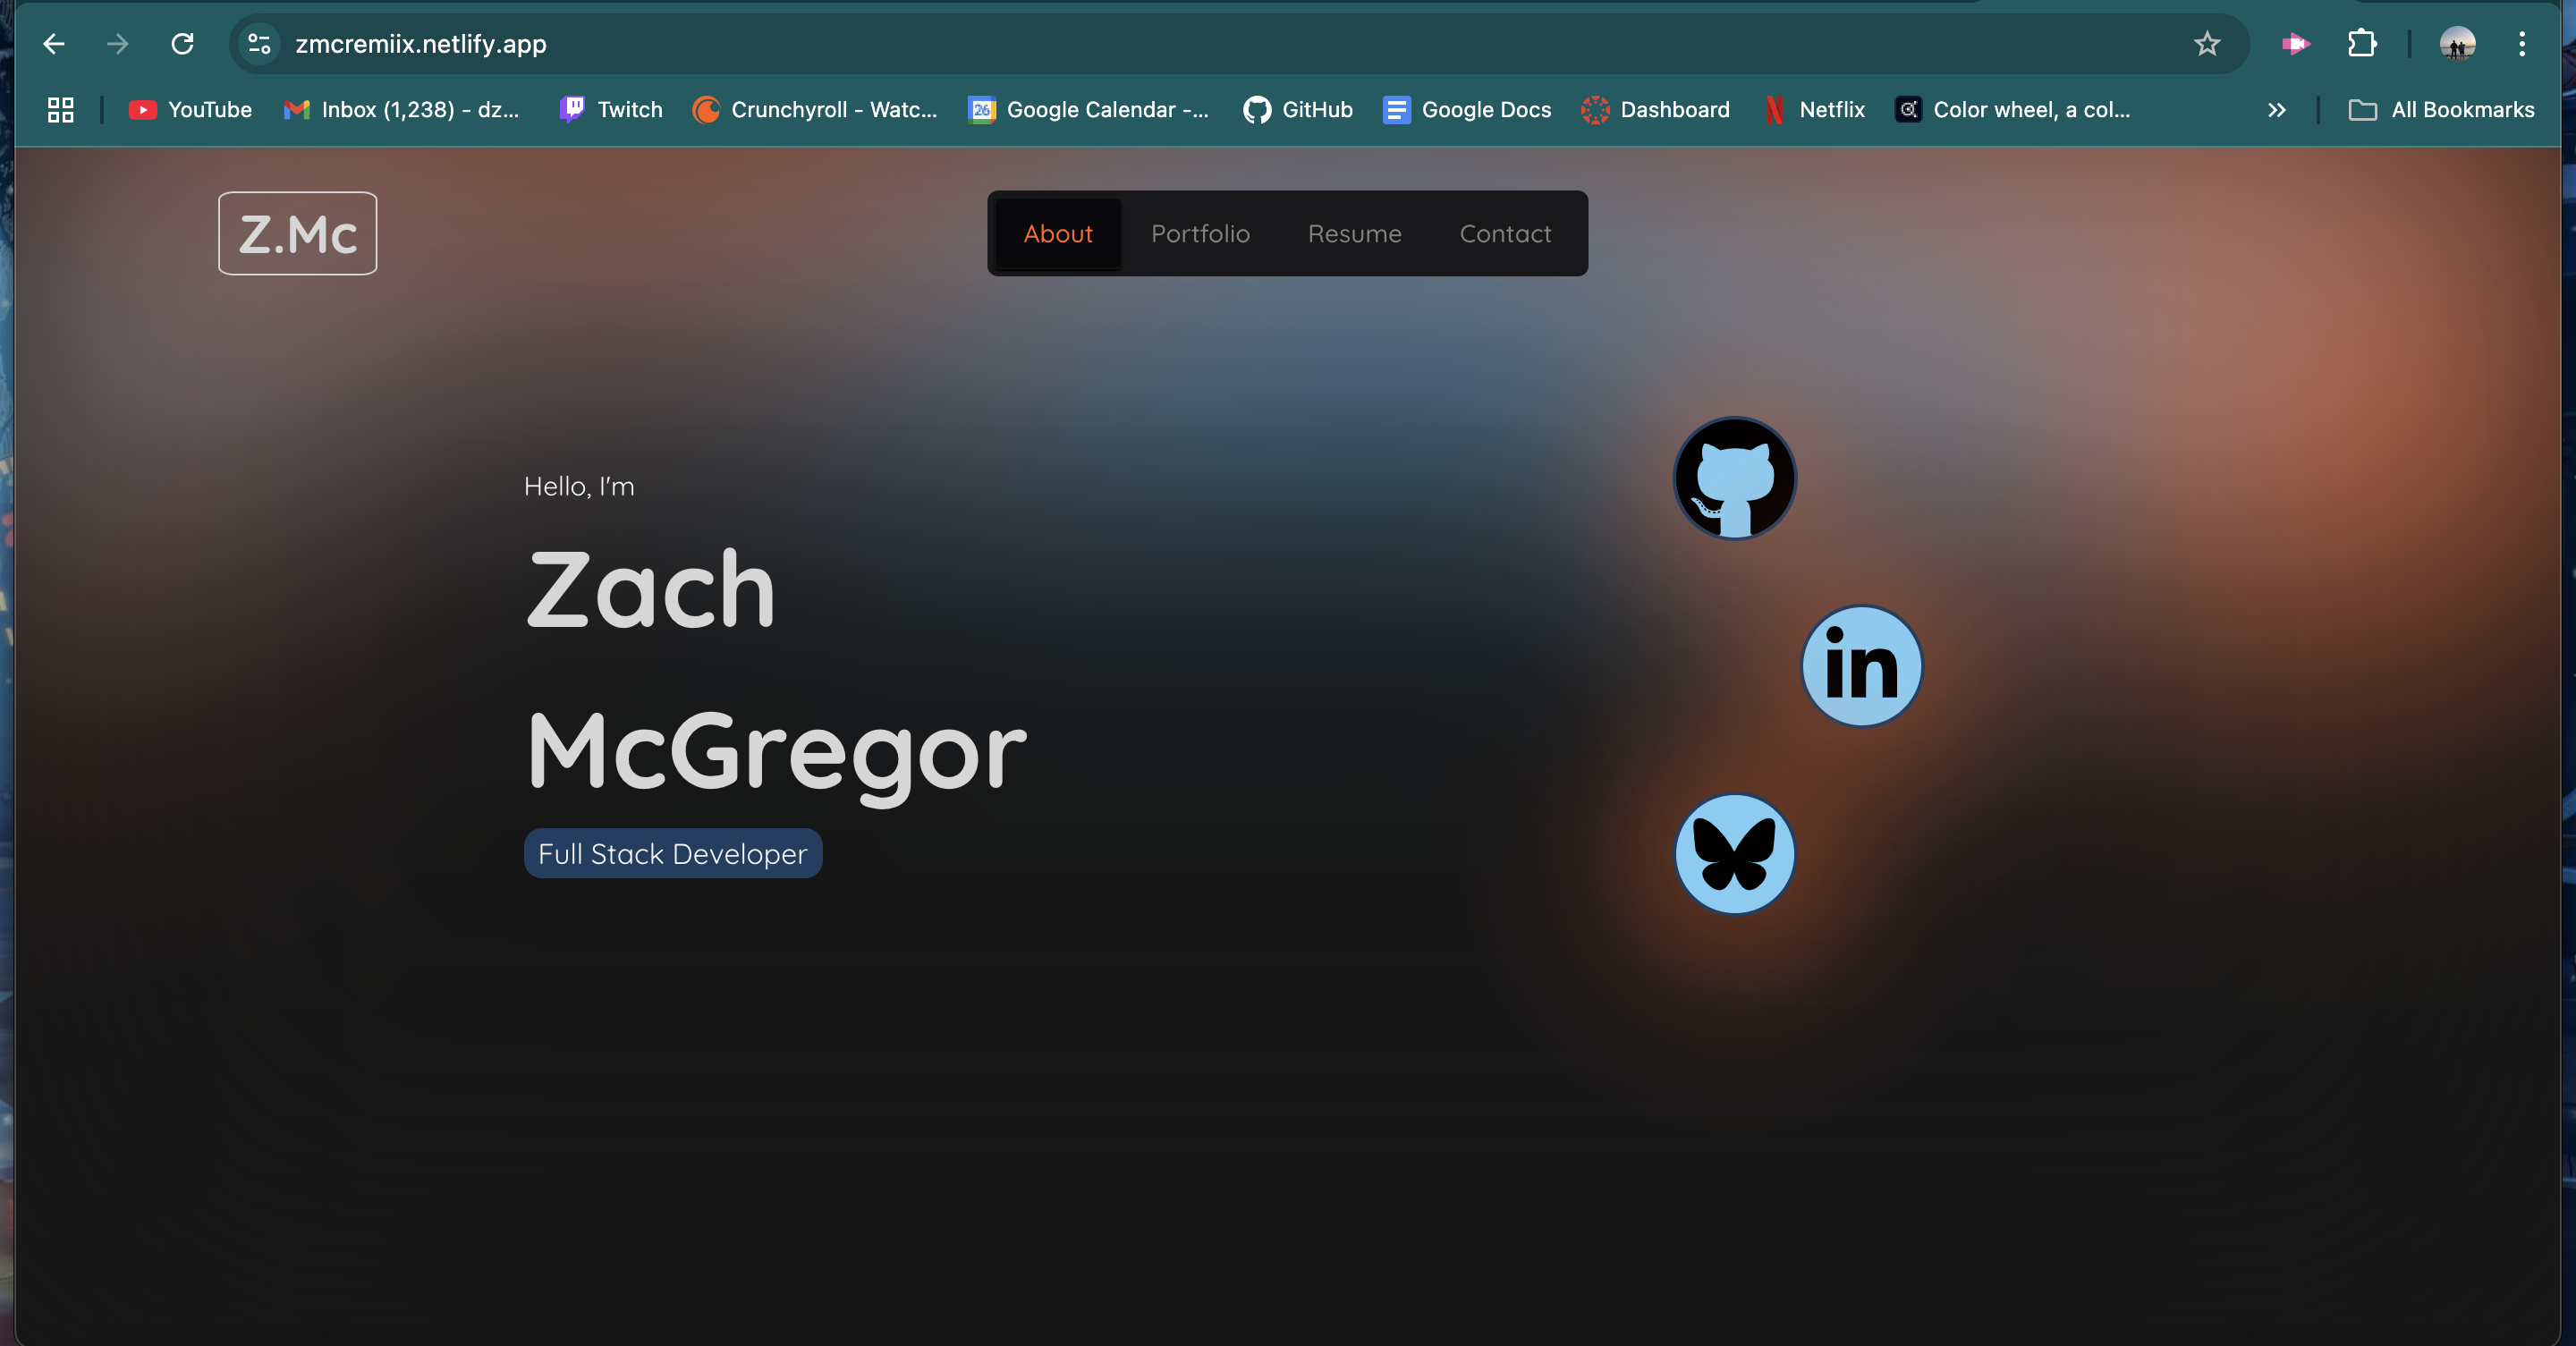 zmcremiix.netlify.app
YouTube Inbox (1,238) - dz... Twitch Crunchyroll - Watc... 26 Google Calendar -... GitHub Google Docs Dashboard Netflix Color wheel, a col... All Bookmarks
Z.Mc About Portfolio Resume Contact
Hello, I'm
Zach
McGregor
Full Stack Developer
in